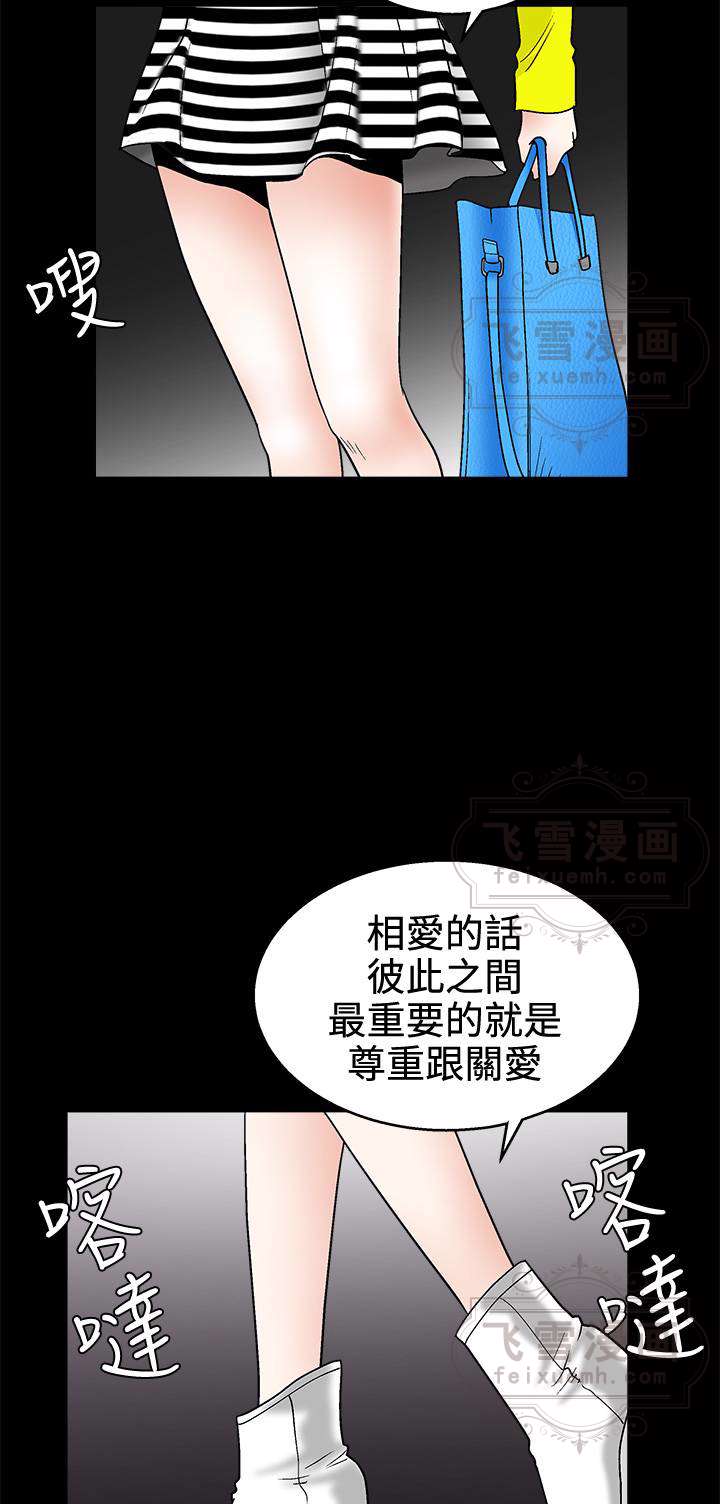 嗖
飞雪漫画
feixuemh.com
飞雪漫画
feixuemh.com
相愛的話
彼此之間
最重要的就是
尊重跟關愛
喀
噠
喀
噠
飞雪漫画
feixuemh.com